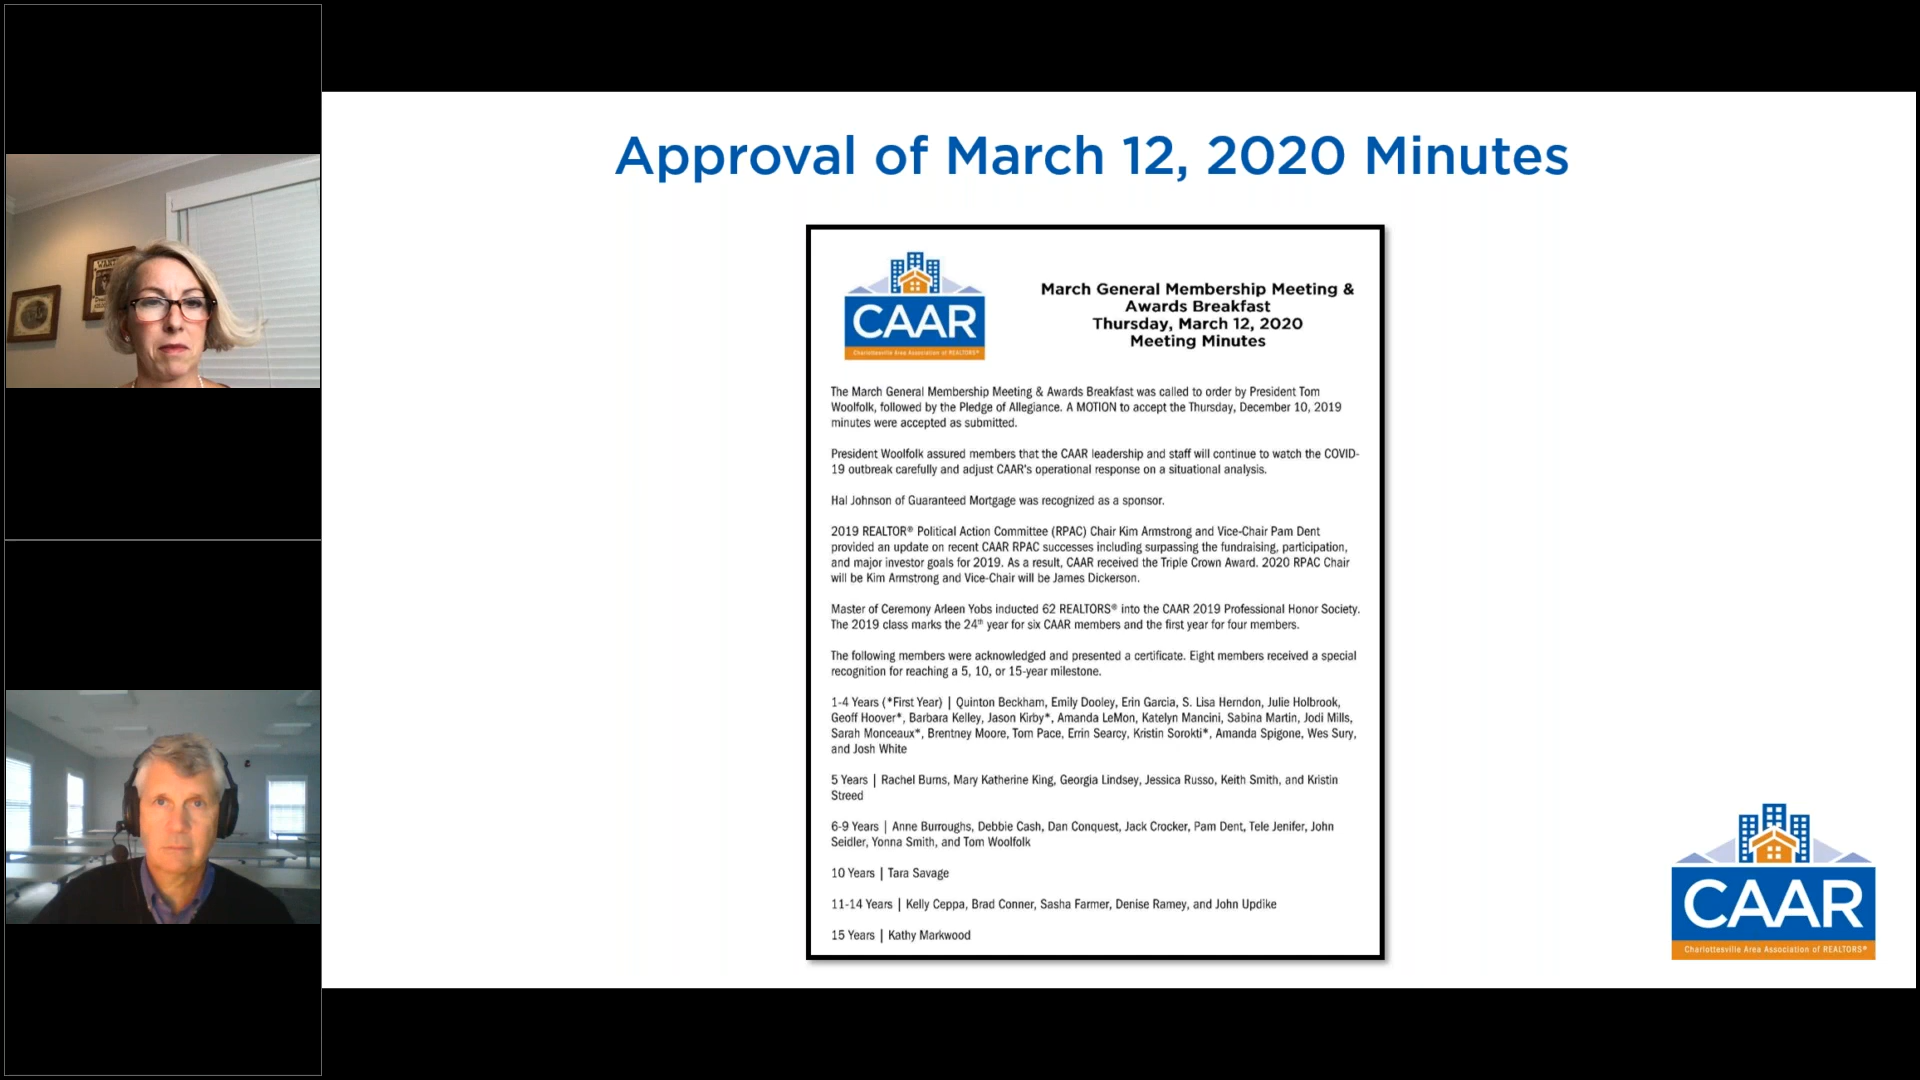 Approval of March 12, 2020 Minutes
CAAR
Charlottesville Area Association of REALTORS®
March General Membership Meeting &
Awards Breakfast
Thursday, March 12, 2020
Meeting Minutes
The March General Membership Meeting & Awards Breakfast was called to order by President Tom
Woolfolk, followed by the Pledge of Allegiance. A MOTION to accept the Thursday, December 10, 2019
minutes were accepted as submitted.
President Woolfolk assured members that the CAAR leadership and staff will continue to watch the COVID-
19 outbreak carefully and adjust CAAR's operational response on a situational analysis.
Hal Johnson of Guaranteed Mortgage was recognized as a sponsor.
2019 REALTOR® Political Action Committee (RPAC) Chair Kim Armstrong and Vice-Chair Pam Dent
provided an update on recent CAAR RPAC successes including surpassing the fundraising, participation,
and major investor goals for 2019. As a result, CAAR received the Triple Crown Award. 2020 RPAC Chair
will be Kim Armstrong and Vice-Chair will be James Dickerson.
Master of Ceremony Arleen Yobs inducted 62 REALTORS® into the CAAR 2019 Professional Honor Society.
The 2019 class marks the 24th year for six CAAR members and the first year for four members.
The following members were acknowledged and presented a certificate. Eight members received a special
recognition for reaching a 5, 10, or 15-year milestone.
1-4 Years (*First Year) | Quinton Beckham, Emily Dooley, Erin Garcia, S. Lisa Herndon, Julie Holbrook,
Geoff Hoover*, Barbara Kelley, Jason Kirby*, Amanda LeMon, Katelyn Mancini, Sabina Martin, Jodi Mills,
Sarah Monceaux*, Brentney Moore, Tom Pace, Errin Searcy, Kristin Sorokti*, Amanda Spigone, Wes Sury,
and Josh White
5 Years | Rachel Burns, Mary Katherine King, Georgia Lindsey, Jessica Russo, Keith Smith, and Kristin
Streed
6-9 Years | Anne Burroughs, Debbie Cash, Dan Conquest, Jack Crocker, Pam Dent, Tele Jenifer, John
Seidler, Yonna Smith, and Tom Woolfolk
10 Years | Tara Savage
11-14 Years | Kelly Ceppa, Brad Conner, Sasha Farmer, Denise Ramey, and John Updike
15 Years | Kathy Markwood
CAAR
Charlottesville Area Association of REALTORS®